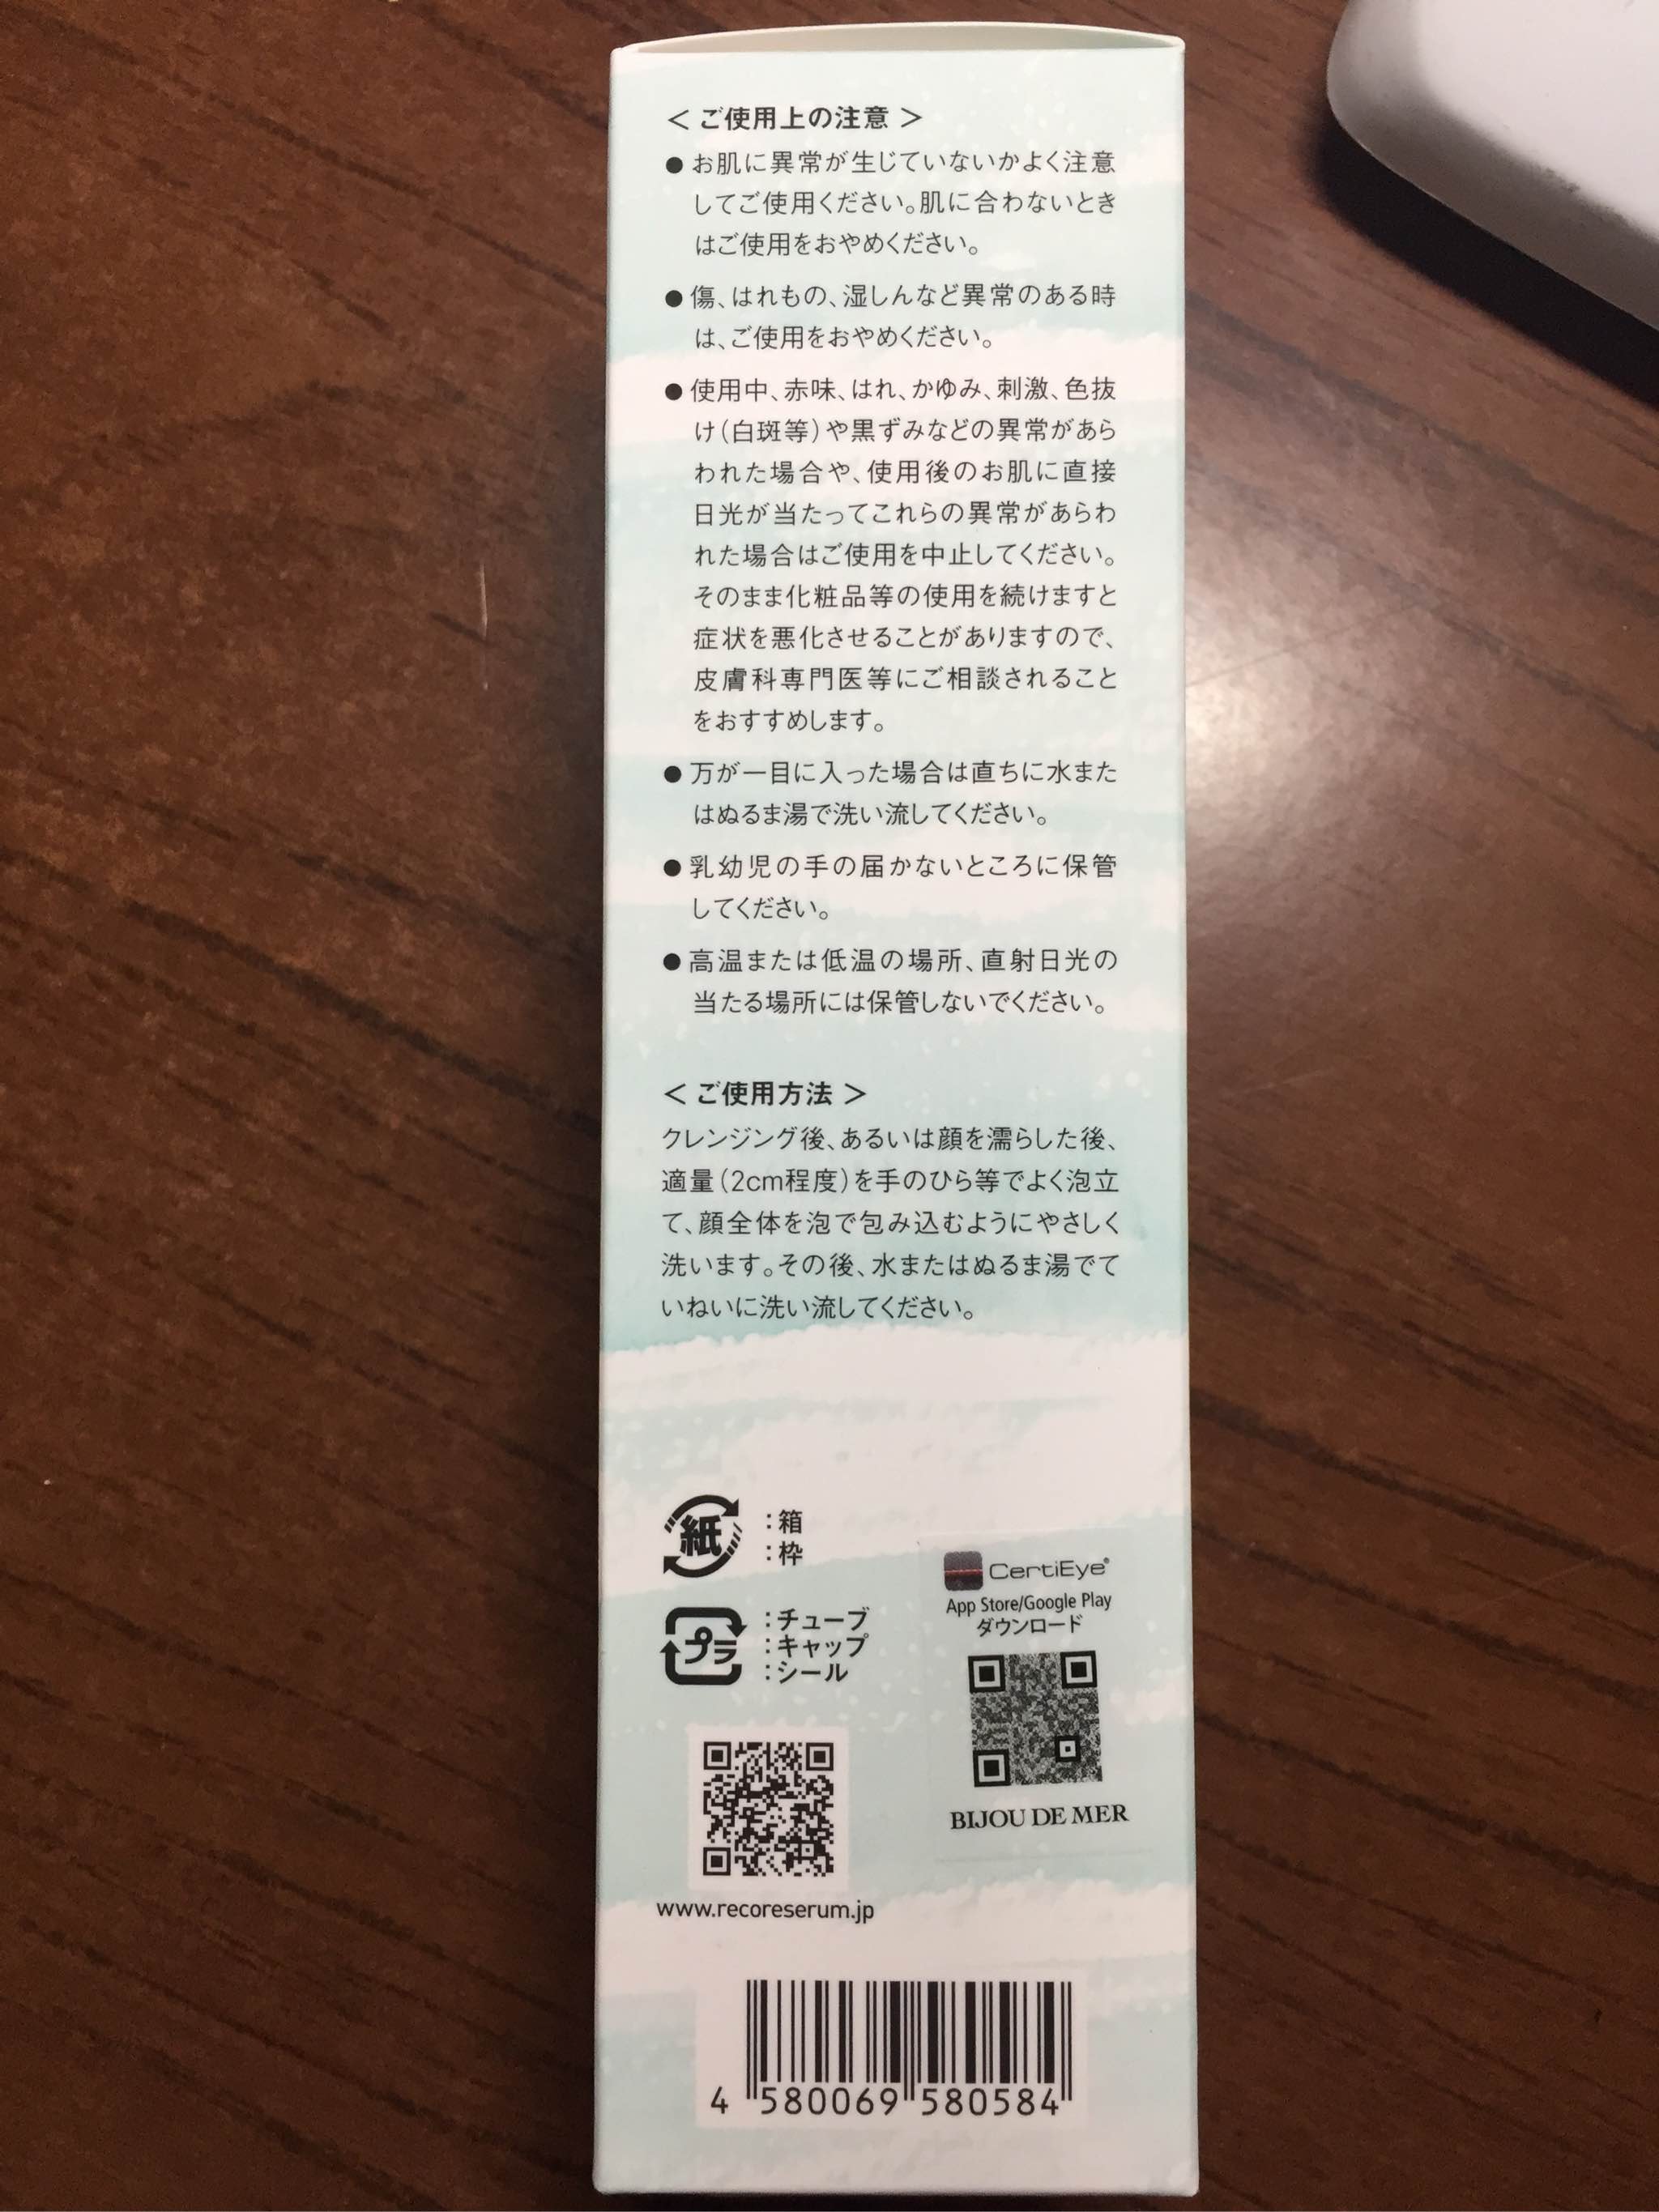 ＜ ご使用上の注意 ＞
●お肌に異常が生じていないかよく注意
してご使用ください。肌に合わないとき
はご使用をおやめください。
●傷、はれもの、湿しんなど異常のある時
は、ご使用をおやめください。
●使用中、赤味、はれ、かゆみ、刺激、色抜
け（白斑等）や黒ずみなどの異常があら
われた場合や、使用後のお肌に直接
日光が当たってこれらの異常があらわ
れた場合はご使用を中止してください。
そのまま化粧品等の使用を続けますと
症状を悪化させることがありますので、
皮膚科専門医等にご相談されること
をおすすめします。
●万が一目に入った場合は直ちに水また
はぬるま湯で洗い流してください。
●乳幼児の手の届かないところに保管
してください。
●高温または低温の場所、直射日光の
当たる場所には保管しないでください。
＜ ご使用方法 ＞
クレンジング後、あるいは顔を濡らした後、
適量（2cm程度）を手のひら等でよく泡立
て、顔全体を泡で包み込むようにやさしく
洗います。その後、水またはぬるま湯でて
いねいに洗い流してください。
紙
：箱
：枠
プラ
：チューブ
：キャップ
：シール
CertiEye®
App Store/Google Play
ダウンロード
BIJOU DE MER
www.recoreserum.jp
4 580069 580584